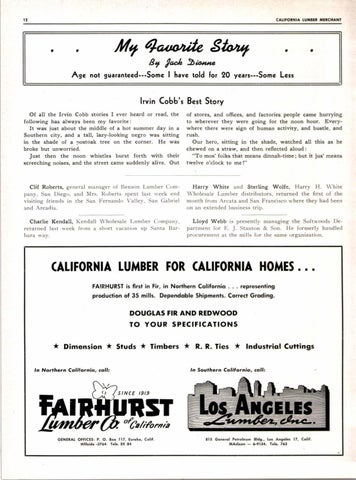 12
CALIFORNIA LUMBER MERCHANT
My Favorite Story
By Jack Dionne
Age not guaranteed---Some I have told for 20 years---Some Less
Irvin Cobb's Best Story
Of all the Irvin Cobb stories I ever heard or read, the
following has always been my favorite:
It was just about the middle of a hot summer day in a
Southern city, and a tall, lazy-looking negro was sitting
in the shade of a peanut tree on the corner. He was
broke but unworried.
Just then the noon whistles burst forth with their
screeching noises, and the street came suddenly alive. Out
of stores, and offices, and factories people came hurrying
to wherever they were going for the noon hour. Every-
where there were sign of human activity, and bustle, and
rush.
Our hero, sitting in the shade, watched all this as he
chewed on a straw, and then reflected aloud:
"To mos' folks that means dinnah-time; but it jus' means
twelve o'clock to me!"
Clif Roberts, general manager of Benson Lumber Com-
pany, San Diego, and Mrs. Roberts spent last week end
visiting friends in the San Fernando Valley, San Gabriel
and Arcadia.
Charlie Kendall, Kendall Wholesale Lumber Company,
returned last week from a short vacation up Santa Bar-
bara way.
Harry White and Sterling Wolfe, Harry H. White
Wholesale Lumber distributors, returned the first of the
month from Arcata and San Francisco where they had been
on an extended business trip.
Lloyd Webb is presently managing the Softwoods De-
partment for E. J. Stanton & Son. He formerly handled
procurement at the mills for the same organization.
CALIFORNIA LUMBER FOR CALIFORNIA HOMES...
FAIRHURST is first in Fir, in Northern California . . . representing
production of 35 mills. Dependable Shipments. Correct Grading.
DOUGLAS FIR AND REDWOOD
TO YOUR SPECIFICATIONS
★ Dimension ★ Studs ★ Timbers ★ R. R. Ties ★ Industrial Cuttings
In Northern California, call:
SINCE 1919
FAIRHURST
Lumber Co. of California
GENERAL OFFICES: P. O. Box 117, Eureka, Calif.
Hillside -3764 Teletype EK 84
In Southern California, call:
Los Angeles
Lumber, Inc.
815 General Petroleum Bldg., Los Angeles 17, Calif.
MAdison — 6-9134, Tele. 763